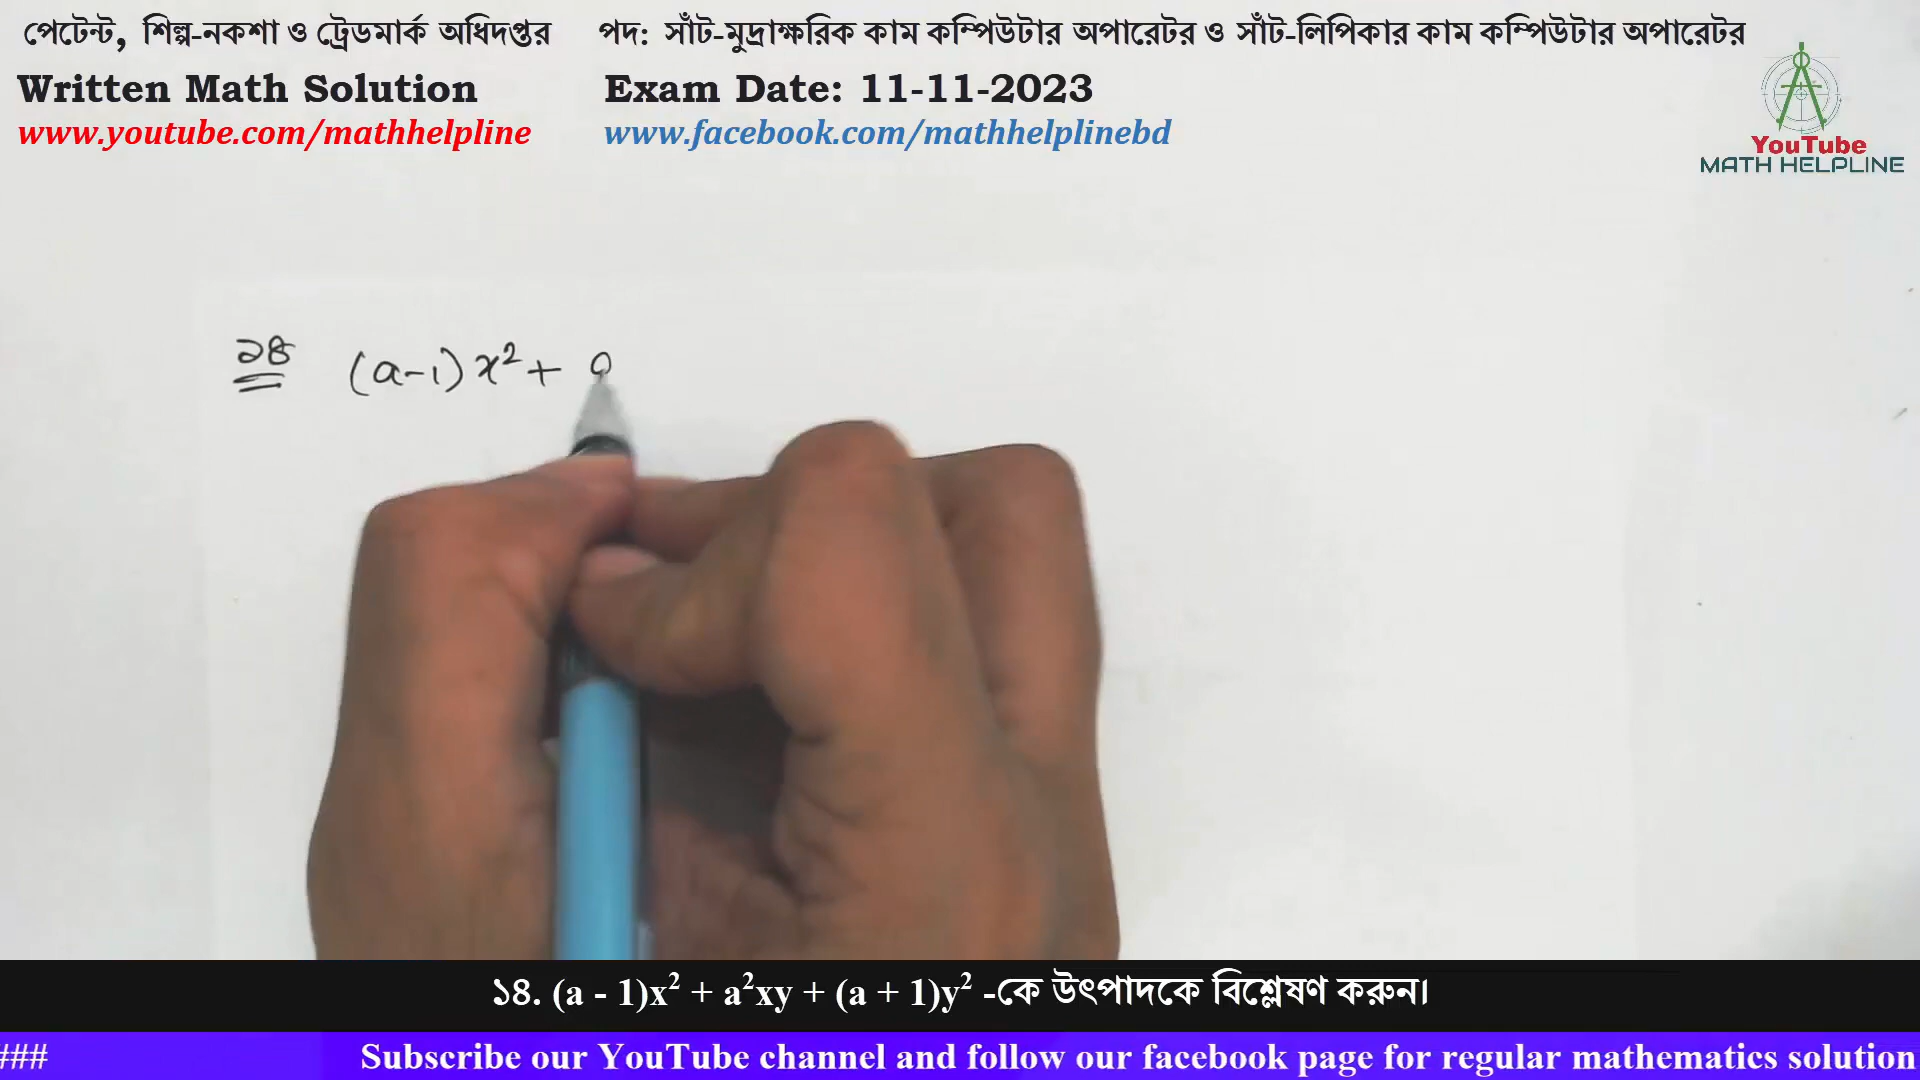 পেটেন্ট, শিল্প-নকশা ও ট্রেডমার্ক অধিদপ্তর পদ: সাঁট-মুদ্রাক্ষরিক কাম কম্পিউটার অপারেটর ও সাঁট-লিপিকার কাম কম্পিউটার অপারেটর
Written Math Solution Exam Date: 11-11-2023
www.youtube.com/mathhelpline www.facebook.com/mathhelplinebd
YouTube
MATH HELPLINE
১৪ (a-1)x² +
১৪. (a - 1)x² + a²xy + (a + 1)y² -কে উৎপাদকে বিশ্লেষণ করুন।
### Subscribe our YouTube channel and follow our facebook page for regular mathematics solution